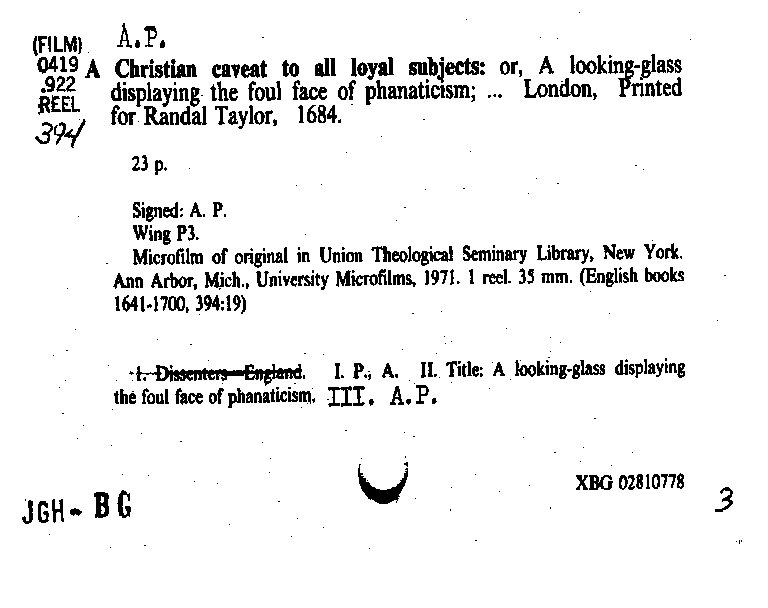 (FILM) A.P.
0419 A Christian caveat to all loyal subjects: or, A looking-glass
.922 displaying the foul face of phanaticism; ... London, Printed
REEL for Randal Taylor, 1684.
394
23 p.
Signed: A. P.
Wing P3.
Microfilm of original in Union Theological Seminary Library, New York.
Ann Arbor, Mich., University Microfilms, 1971. 1 reel. 35 mm. (English books
1641-1700, 394:19)
1. Dissenters—England. I. P., A. II. Title: A looking-glass displaying
the foul face of phanaticism. III. A.P.
XBG 02810778
JGH- BG 3